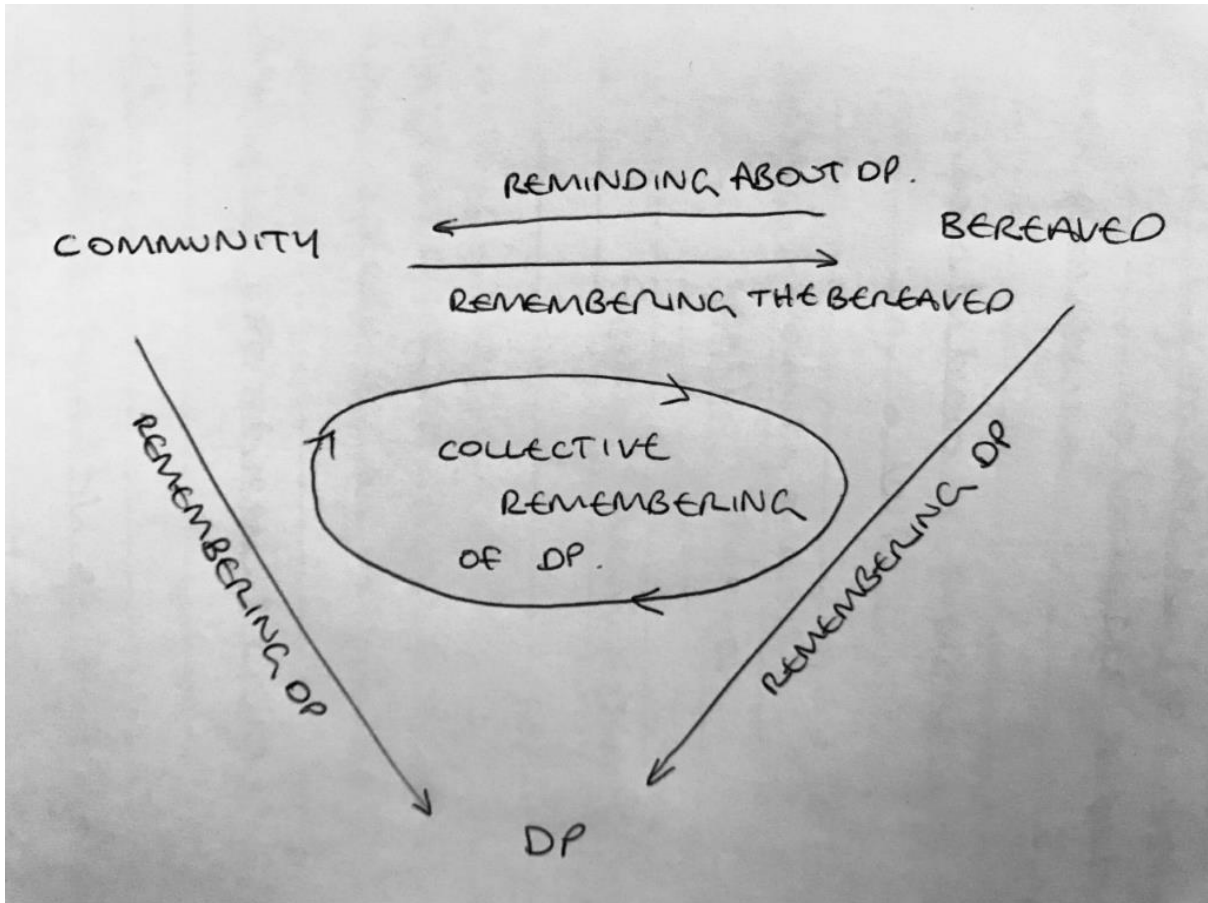 REMINDING ABOUT DP.
COMMUNITY
BEREAVED
REMEMBERING THE BEREAVED
REMEMBERING DP
COLLECTIVE
REMEMBERING
OF DP.
REMEMBERING DP
DP